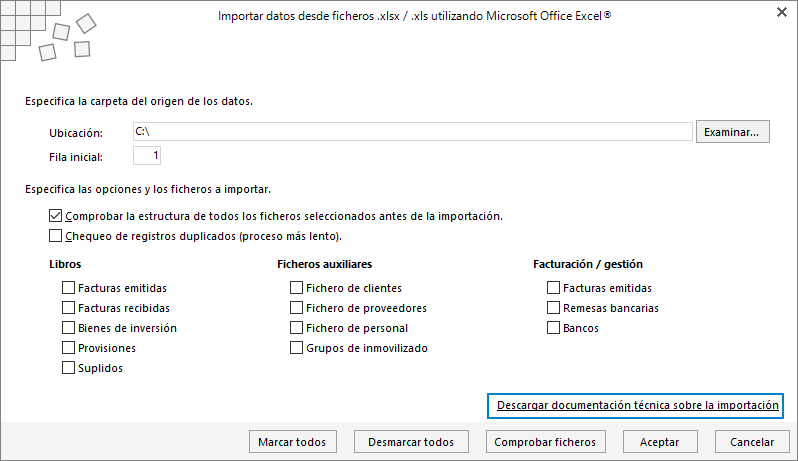 Importar datos desde ficheros .xlsx / .xls utilizando Microsoft Office Excel®
Especifica la carpeta del origen de los datos.
Ubicación: C:\ Examinar...
Fila inicial: 1
Especifica las opciones y los ficheros a importar.
Comprobar la estructura de todos los ficheros seleccionados antes de la importación.
Chequeo de registros duplicados (proceso más lento).
Libros
Facturas emitidas
Facturas recibidas
Bienes de inversión
Provisiones
Suplidos
Ficheros auxiliares
Fichero de clientes
Fichero de proveedores
Fichero de personal
Grupos de inmovilizado
Facturación / gestión
Facturas emitidas
Remesas bancarias
Bancos
Descargar documentación técnica sobre la importación
Marcar todos Desmarcar todos Comprobar ficheros Aceptar Cancelar